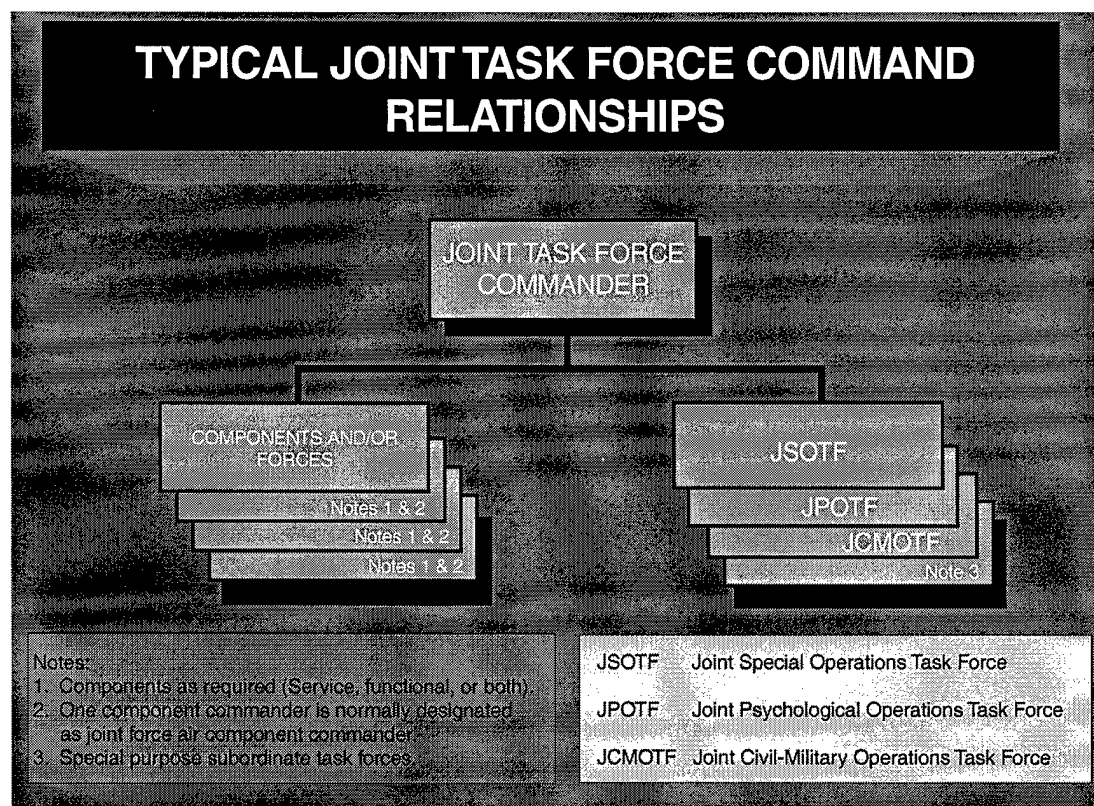 TYPICAL JOINT TASK FORCE COMMAND
RELATIONSHIPS
JOINT TASK FORCE
COMMANDER
COMPONENTS AND/OR
FORCES
Notes 1 & 2
Notes 1 & 2
Notes 1 & 2
JSOTF
JPOTF
JCMOTF
Note 3
Notes:
1. Components as required (Service, functional, or both).
2. One component commander is normally designated
as joint force air component commander.
3. Special purpose subordinate task forces.
JSOTF Joint Special Operations Task Force
JPOTF Joint Psychological Operations Task Force
JCMOTF Joint Civil-Military Operations Task Force